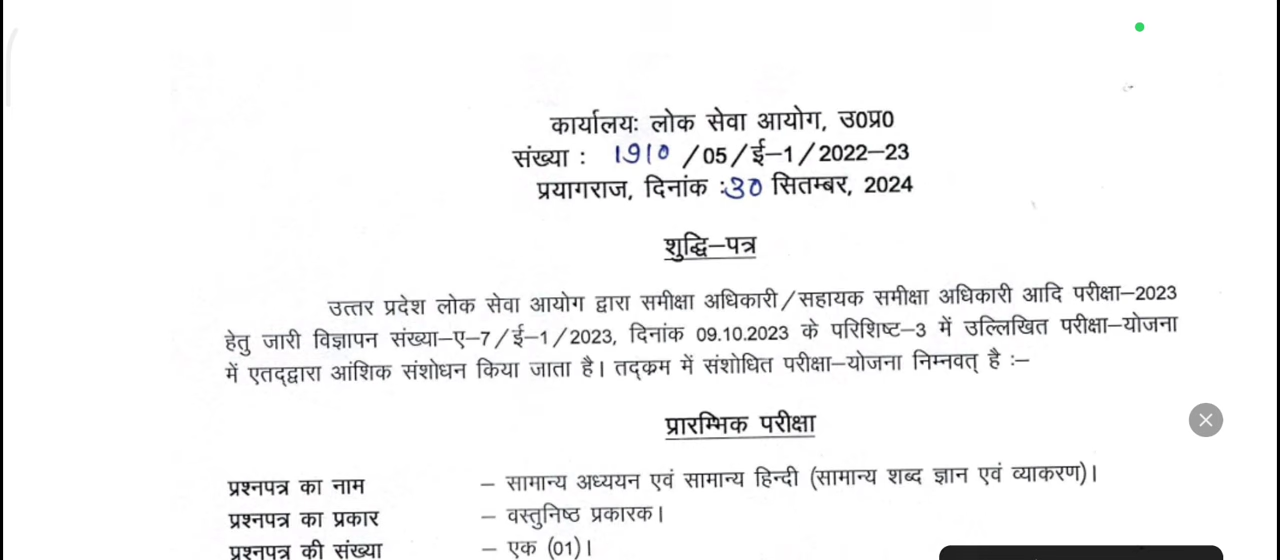 कार्यालयः लोक सेवा आयोग, उ0प्र0
संख्या : 1910 /05/ई–1/2022–23
प्रयागराज, दिनांक :30 सितम्बर, 2024
शुद्धि–पत्र
उत्तर प्रदेश लोक सेवा आयोग द्वारा समीक्षा अधिकारी/सहायक समीक्षा अधिकारी आदि परीक्षा–2023
हेतु जारी विज्ञापन संख्या–ए–7/ई–1/2023, दिनांक 09.10.2023 के परिशिष्ट–3 में उल्लिखित परीक्षा–योजना
में एतद्द्वारा आंशिक संशोधन किया जाता है। तद्क्रम में संशोधित परीक्षा–योजना निम्नवत् है :–
प्रारम्भिक परीक्षा
प्रश्नपत्र का नाम – सामान्य अध्ययन एवं सामान्य हिन्दी (सामान्य शब्द ज्ञान एवं व्याकरण)।
प्रश्नपत्र का प्रकार – वस्तुनिष्ठ प्रकारक।
प्रश्नपत्र की संख्या – एक (01)।